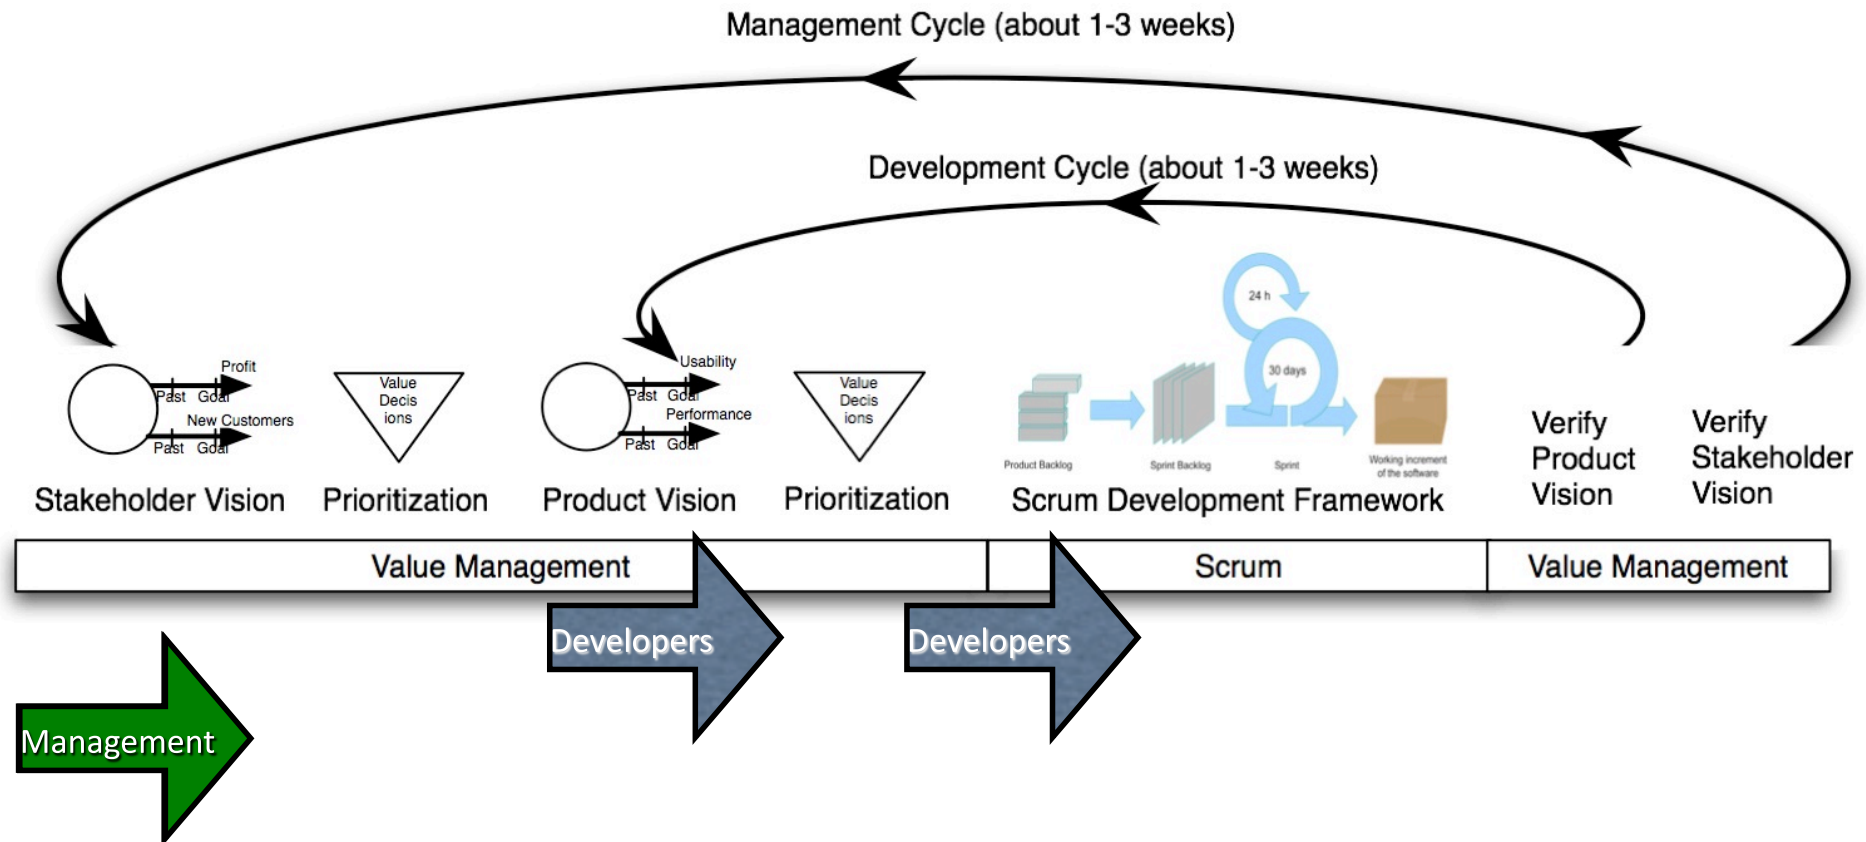 Management Cycle (about 1-3 weeks)
Development Cycle (about 1-3 weeks)
24 h
30 days
Profit
Past Goal
New Customers
Past Goal
Value
Decis
ions
Usability
Past Goal
Performance
Past Goal
Value
Decis
ions
Product Backlog
Sprint Backlog
Sprint
Working increment
of the software
Verify
Product
Vision
Verify
Stakeholder
Vision
Stakeholder Vision
Prioritization
Product Vision
Prioritization
Scrum Development Framework
Value Management
Scrum
Value Management
Developers
Developers
Management